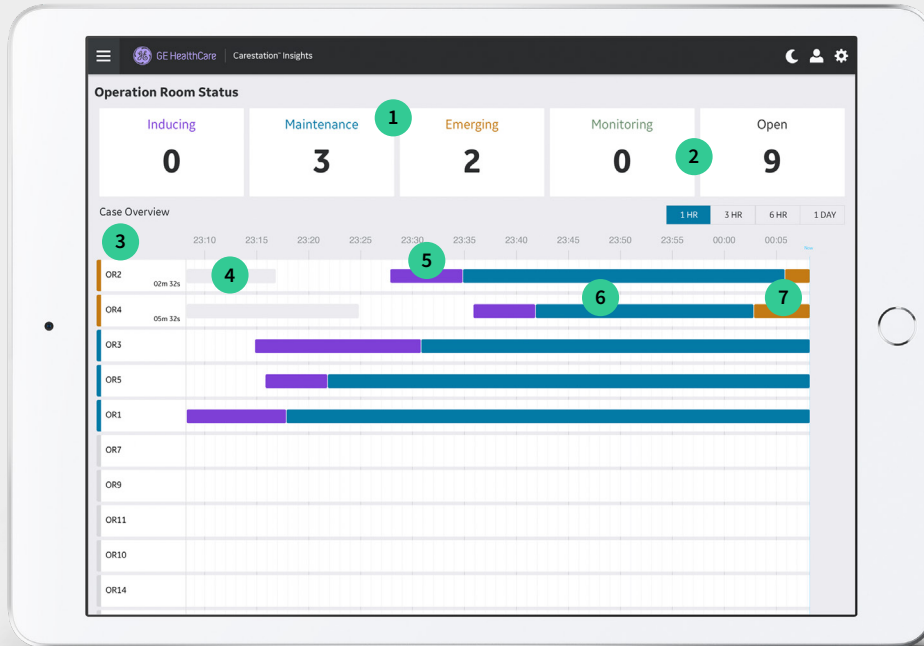 GE HealthCare Carestation™ Insights
Operation Room Status
Inducing Maintenance 1 Emerging Monitoring Open
0 3 2 0 2 9
Case Overview 1 HR 3 HR 6 HR 1 DAY
3 23:10 23:15 23:20 23:25 23:30 23:35 23:40 23:45 23:50 23:55 00:00 00:05 Now
5
OR2 02m 32s 4
OR4 05m 32s 6 7
OR3
OR5
OR1
OR7
OR9
OR11
OR10
OR14